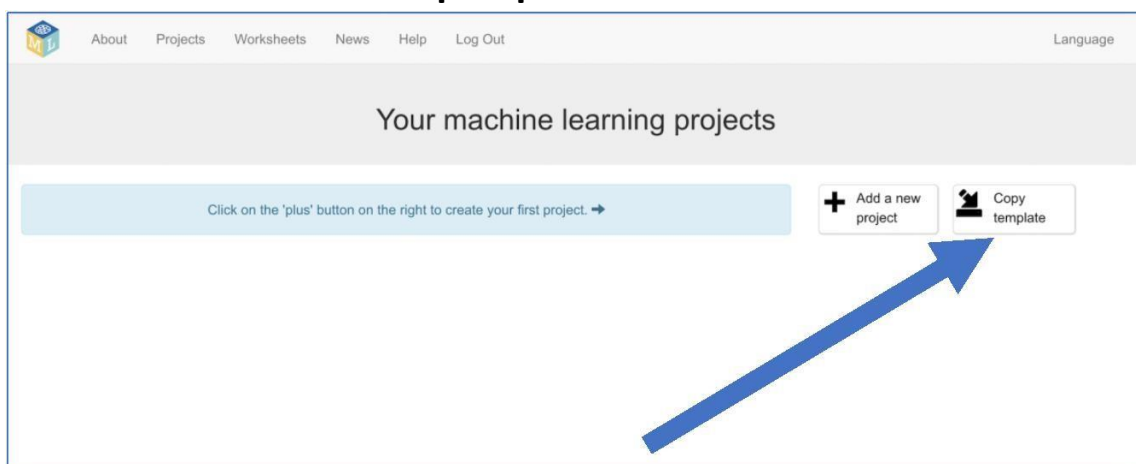 ML
About Projects Worksheets News Help Log Out Language
Your machine learning projects
Click on the 'plus' button on the right to create your first project. ➜
Add a new
project
Copy
template